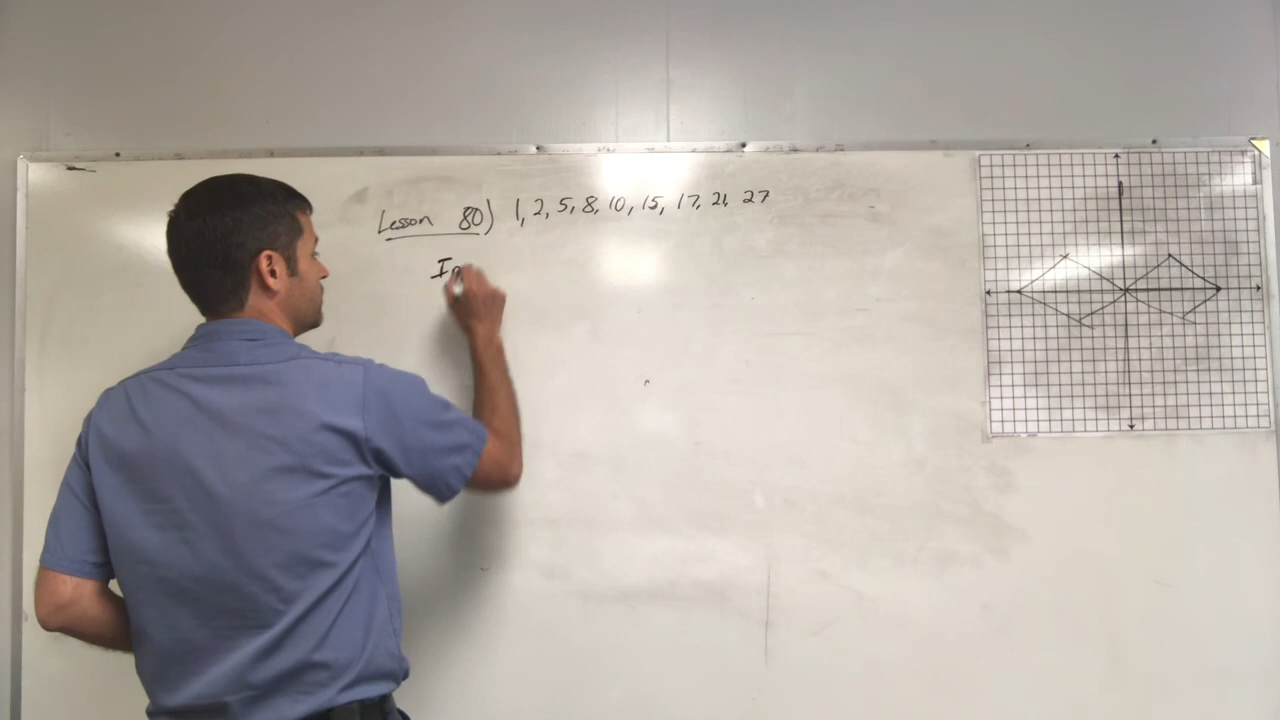 Lesson 80) 1, 2, 5, 8, 10, 15, 17, 21, 27